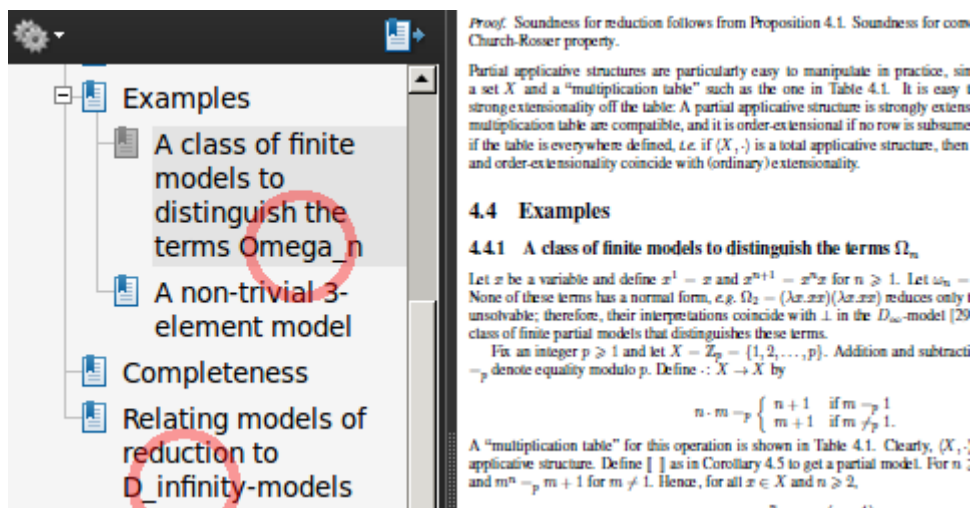 Examples
A class of finite
models to
distinguish the
terms Omega_n
A non-trivial 3-
element model
Completeness
Relating models of
reduction to
D_infinity-models
Proof. Soundness for reduction follows from Proposition 4.1. Soundness for
Church-Rosser property.
Partial applicative structures are particularly easy to manipulate in practice,
a set X and a “multiplication table” such as the one in Table 4.1. It is easy
strong extensionality off the table: A partial applicative structure is strongly
multiplication table are compatible, and it is order-extensional if no row is
if the table is everywhere defined, i.e. if (X, ·) is a total applicative structure, then
and order-extensionality coincide with (ordinary) extensionality.
4.4 Examples
4.4.1 A class of finite models to distinguish the terms Ωₙ
Let x be a variable and define x¹ = x and xⁿ⁺¹ = xⁿx for n ⩾ 1. Let ωₙ =
None of these terms has a normal form, e.g. Ω₂ = (λx.xx)(λx.xx) reduces only
unsolvable; therefore, their interpretations coincide with ⊥ in the D∞-model [29
class of finite partial models that distinguishes these terms.
Fix an integer p ⩾ 1 and let X = ℤₚ = {1, 2, . . . , p}. Addition and
=ₚ denote equality modulo p. Define · : X → X by
n · m =ₚ { n + 1 if m =ₚ 1
m + 1 if m ≠ₚ 1.
A “multiplication table” for this operation is shown in Table 4.1. Clearly, (X, ·)
applicative structure. Define ⟦ ⟧ as in Corollary 4.5 to get a partial model. For n
and mⁿ =ₚ m + 1 for m ≠ 1. Hence, for all x ∈ X and n ⩾ 2,